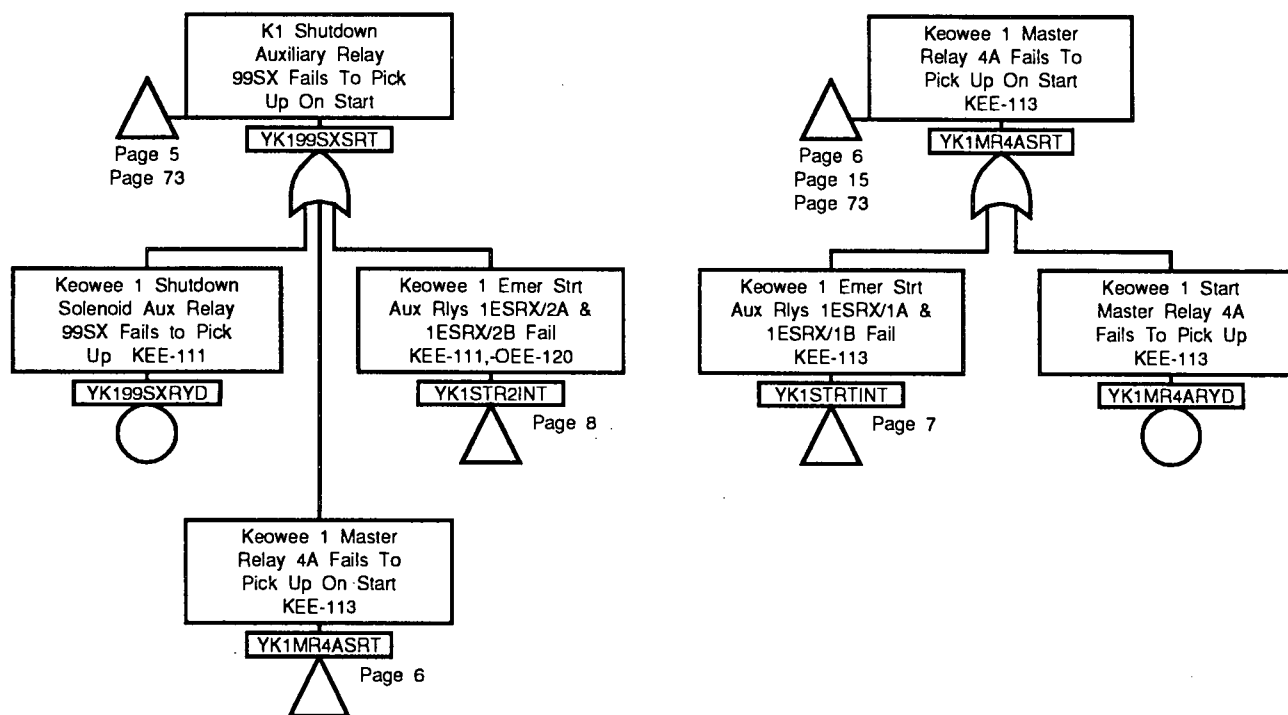 K1 Shutdown
Auxiliary Relay
99SX Fails To Pick
Up On Start
YK199SXSRT
Page 5
Page 73
Keowee 1 Shutdown
Solenoid Aux Relay
99SX Fails to Pick
Up KEE-111
YK199SXRYD
Keowee 1 Emer Strt
Aux Rlys 1ESRX/2A &
1ESRX/2B Fail
KEE-111,-OEE-120
YK1STR2INT
Page 8
Keowee 1 Master
Relay 4A Fails To
Pick Up On Start
KEE-113
YK1MR4ASRT
Page 6
Keowee 1 Master
Relay 4A Fails To
Pick Up On Start
KEE-113
YK1MR4ASRT
Page 6
Page 15
Page 73
Keowee 1 Emer Strt
Aux Rlys 1ESRX/1A &
1ESRX/1B Fail
KEE-113
YK1STRTINT
Page 7
Keowee 1 Start
Master Relay 4A
Fails To Pick Up
KEE-113
YK1MR4ARYD